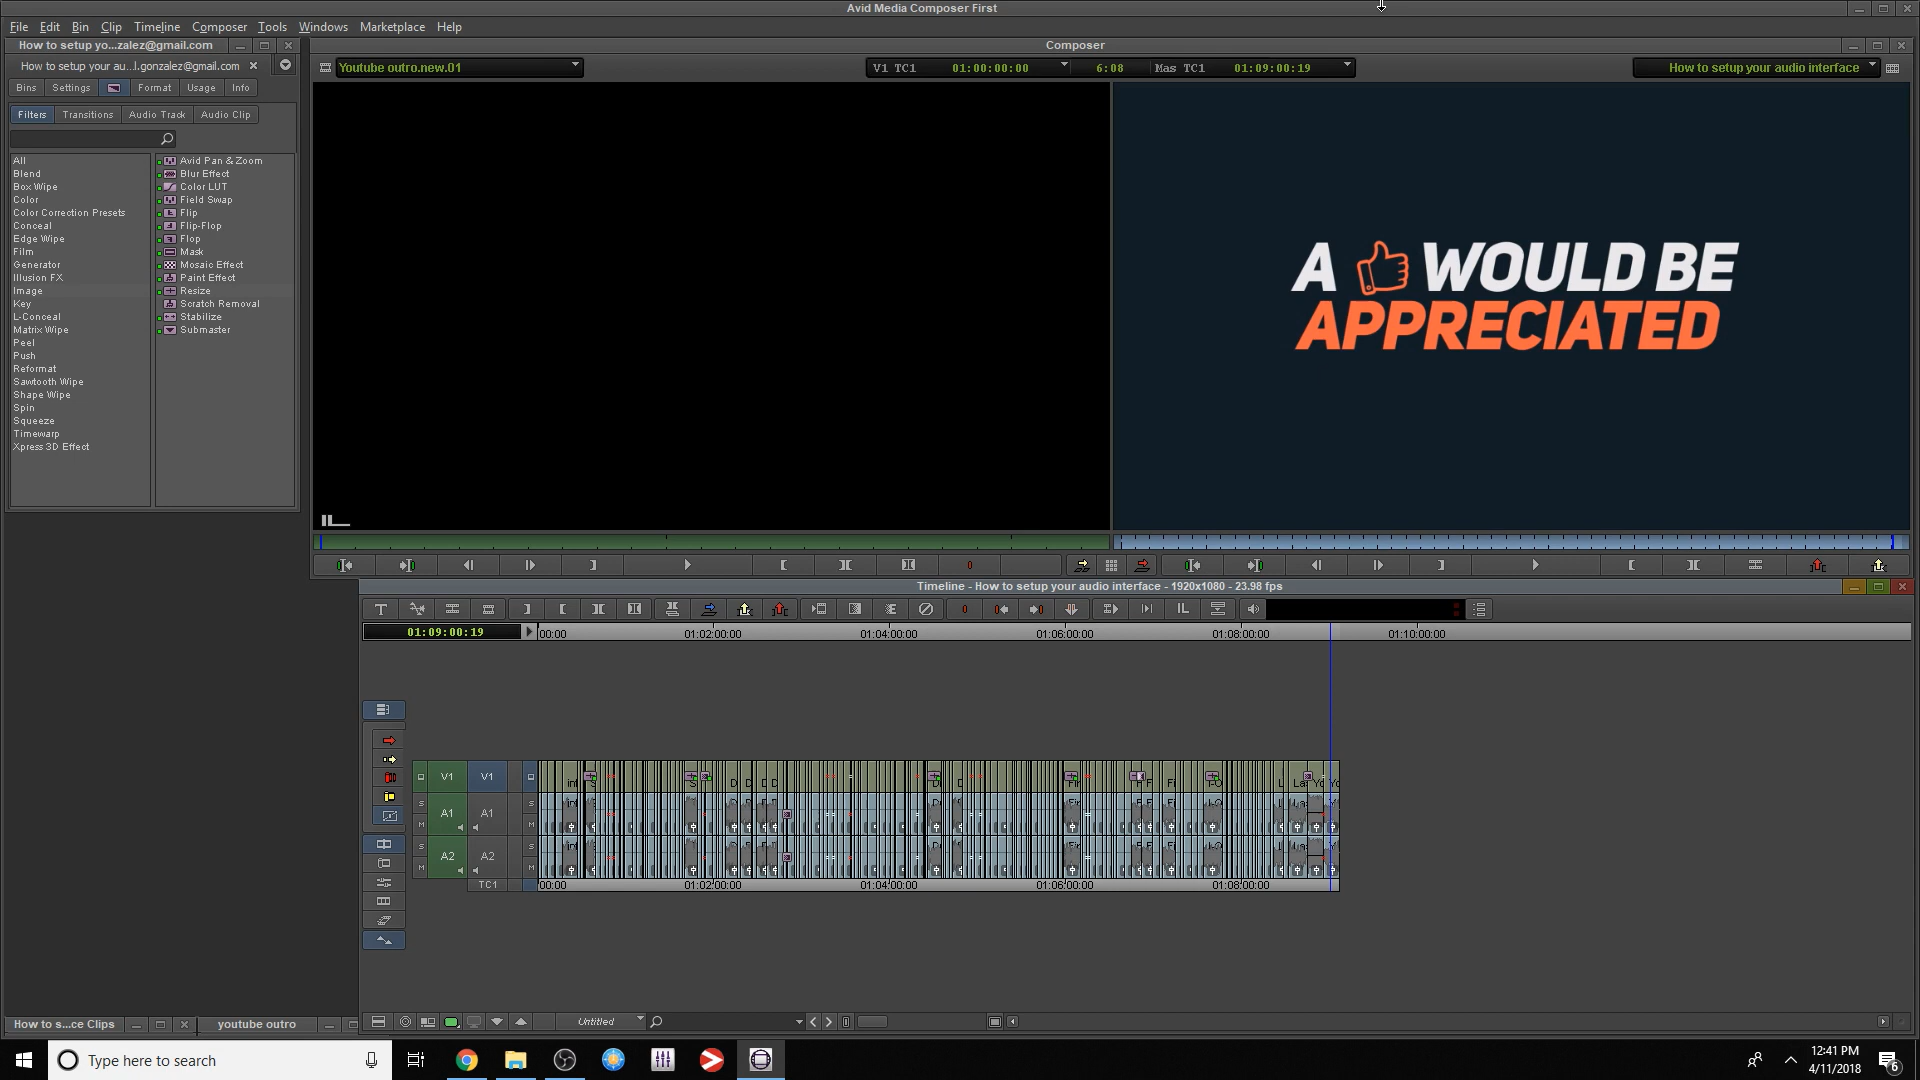 Avid Media Composer First
File Edit Bin Clip Timeline Composer Tools Windows Marketplace Help
How to setup yo...zalez@gmail.com
Composer
How to setup your au...l.gonzalez@gmail.com
Youtube outro.new.01
V1 TC1 01:00:00:00 6:08 Mas TC1 01:09:00:19
How to setup your audio interface
Bins Settings Format Usage Info
Filters Transitions Audio Track Audio Clip
All
Blend
Box Wipe
Color
Color Correction Presets
Conceal
Edge Wipe
Film
Generator
Illusion FX
Image
Key
L-Conceal
Matrix Wipe
Peel
Push
Reformat
Sawtooth Wipe
Shape Wipe
Spin
Squeeze
Timewarp
Xpress 3D Effect
Avid Pan & Zoom
Blur Effect
Color LUT
Field Swap
Flip
Flip-Flop
Flop
Mask
Mosaic Effect
Paint Effect
Resize
Scratch Removal
Stabilize
Submaster
A WOULD BE
APPRECIATED
Timeline - How to setup your audio interface - 1920x1080 - 23.98 fps
01:09:00:19
00:00 01:02:00:00 01:04:00:00 01:06:00:00 01:08:00:00 01:10:00:00
V1 V1
S A1 A1 S
M M
S A2 A2 S
M M
TC1 00:00 01:02:00:00 01:04:00:00 01:06:00:00 01:08:00:00
Untitled
How to s...ce Clips
youtube outro
Type here to search
12:41 PM
4/11/2018
6